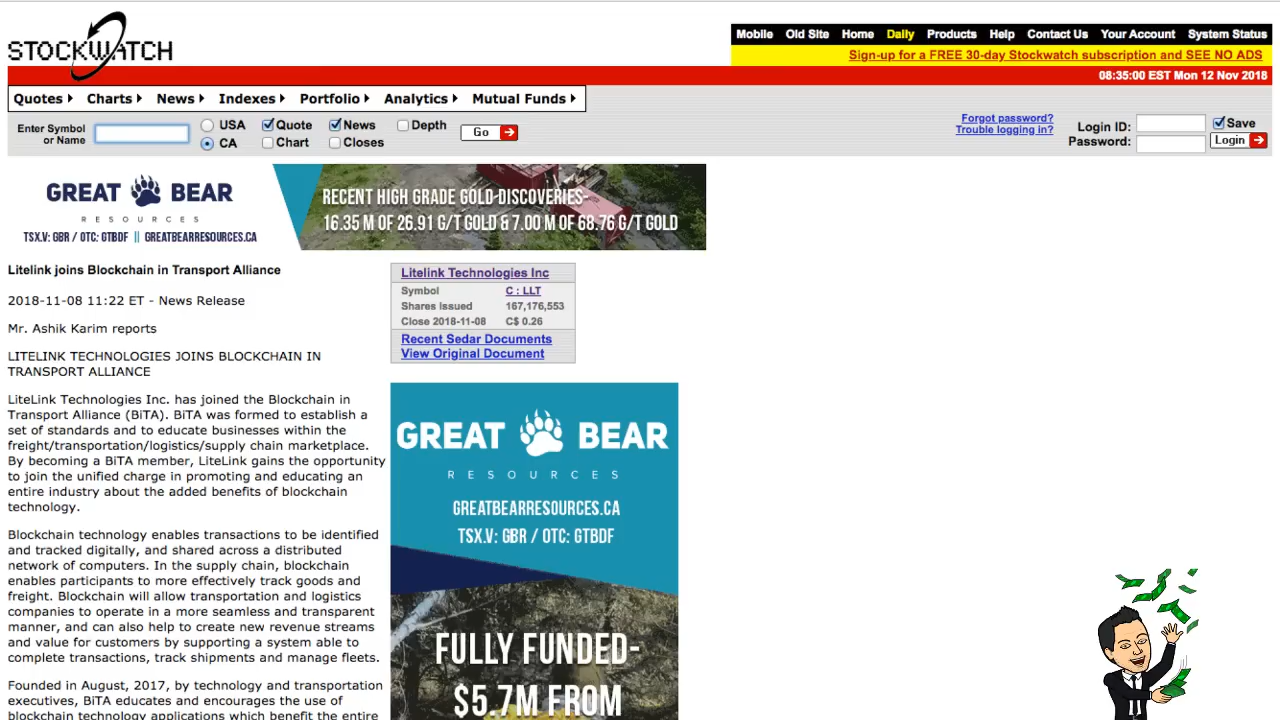 STOCKWATCH
Mobile Old Site Home Daily Products Help Contact Us Your Account System Status
Sign-up for a FREE 30-day Stockwatch subscription and SEE NO ADS
08:35:00 EST Mon 12 Nov 2018
Quotes Charts News Indexes Portfolio Analytics Mutual Funds
Enter Symbol
or Name
USA Quote News Depth Go
CA Chart Closes
Forgot password?
Trouble logging in?
Login ID: Save
Password: Login
GREAT BEAR
RESOURCES
TSX.V: GBR / OTC: GTBDF || GREATBEARRESOURCES.CA
RECENT HIGH GRADE GOLD DISCOVERIES-
16.35 M OF 26.91 G/T GOLD & 7.00 M OF 68.76 G/T GOLD
Litelink joins Blockchain in Transport Alliance
2018-11-08 11:22 ET - News Release
Mr. Ashik Karim reports
LITELINK TECHNOLOGIES JOINS BLOCKCHAIN IN
TRANSPORT ALLIANCE
LiteLink Technologies Inc. has joined the Blockchain in
Transport Alliance (BiTA). BiTA was formed to establish a
set of standards and to educate businesses within the
freight/transportation/logistics/supply chain marketplace.
By becoming a BiTA member, LiteLink gains the opportunity
to join the unified charge in promoting and educating an
entire industry about the added benefits of blockchain
technology.
Blockchain technology enables transactions to be identified
and tracked digitally, and shared across a distributed
network of computers. In the supply chain, blockchain
enables participants to more effectively track goods and
freight. Blockchain will allow transportation and logistics
companies to operate in a more seamless and transparent
manner, and can also help to create new revenue streams
and value for customers by supporting a system able to
complete transactions, track shipments and manage fleets.
Founded in August, 2017, by technology and transportation
executives, BiTA educates and encourages the use of
blockchain technology applications which benefit the entire
Litelink Technologies Inc
Symbol C : LLT
Shares Issued 167,176,553
Close 2018-11-08 C$ 0.26
Recent Sedar Documents
View Original Document
GREAT BEAR
RESOURCES
GREATBEARRESOURCES.CA
TSX.V: GBR / OTC: GTBDF
FULLY FUNDED-
$5.7M FROM